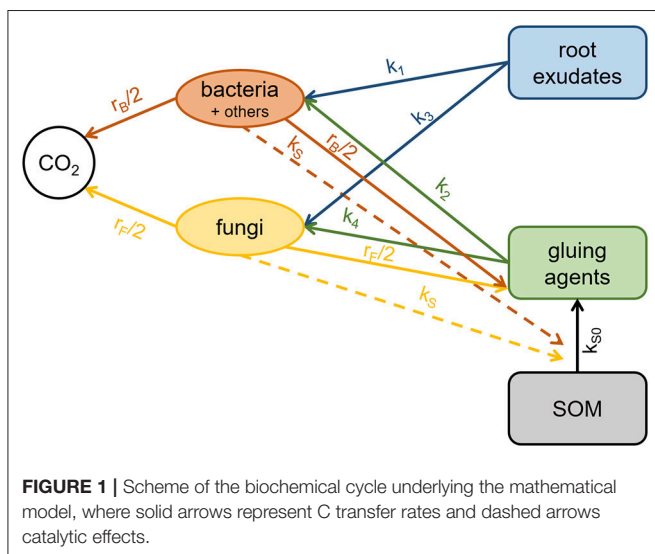 root
exudates
k1
bacteria
+ others
rB/2
k3
CO2
kS
rB/2
k2
fungi
k4
rF/2
rF/2
gluing
agents
kS
kS0
SOM
FIGURE 1 | Scheme of the biochemical cycle underlying the mathematical
model, where solid arrows represent C transfer rates and dashed arrows
catalytic effects.